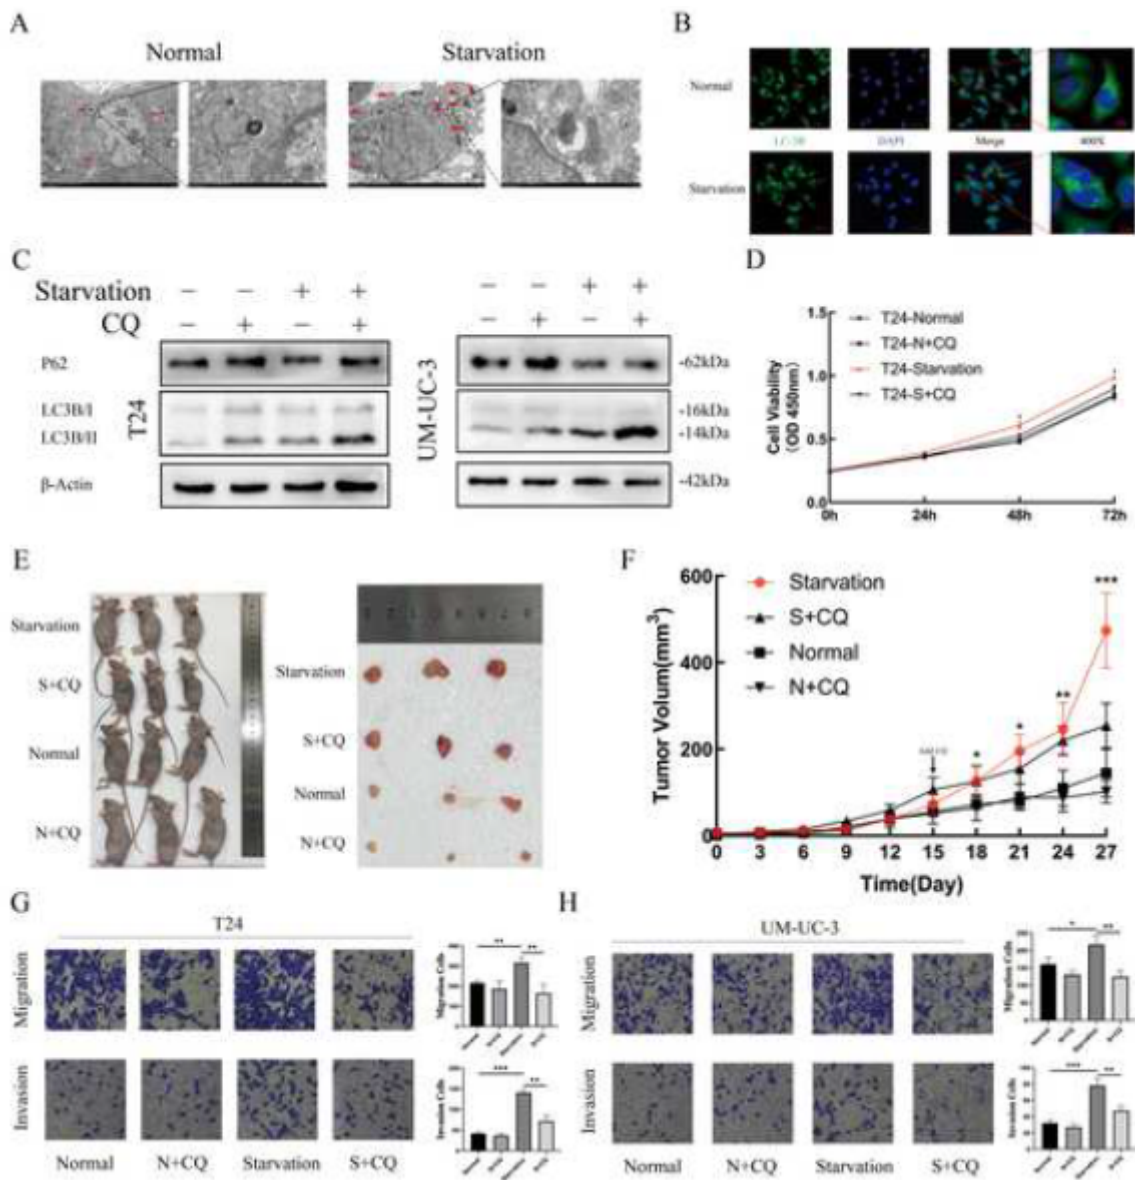 A
Normal
Starvation
B
Normal
LC-3B
DAPI
Merge
400X
Starvation
C
Starvation - - + +
CQ - + - +
- - + +
- + - +
P62
LC3B/I
LC3B/II
β-Actin
T24
UM-UC-3
-62kDa
-16kDa
-14kDa
-42kDa
D
Cell Viability
(OD 450nm)
1.5
1.0
0.5
0.0
T24-Normal
T24-N+CQ
T24-Starvation
T24-S+CQ
0h 24h 48h 72h
E
Starvation
S+CQ
Normal
N+CQ
Starvation
S+CQ
Normal
N+CQ
F
Tumor Volum(mm³)
600
400
200
0
Starvation
S+CQ
Normal
N+CQ
* * ** ***
0 3 6 9 12 15 18 21 24 27
Time(Day)
G
T24
Migration
Invasion
Normal N+CQ Starvation S+CQ
Migration Cells
** **
Invasion Cells
*** **
H
UM-UC-3
Migration
Invasion
Normal N+CQ Starvation S+CQ
Migration Cells
* **
Invasion Cells
*** **